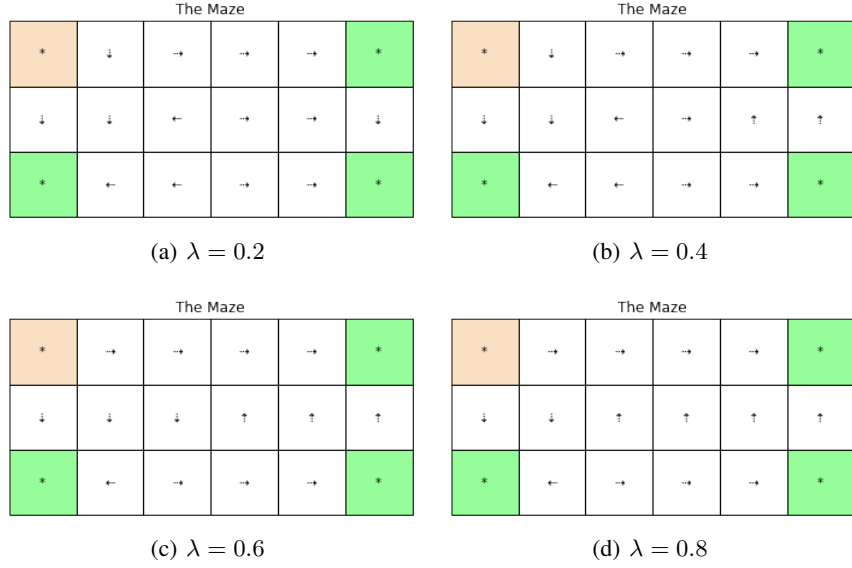 The Maze
* ⇣ ⇢ ⇢ ⇢ *
⇣ ⇣ ⇠ ⇢ ⇢ ⇣
* ⇠ ⇠ ⇢ ⇢ *
(a) λ = 0.2
The Maze
* ⇣ ⇢ ⇢ ⇢ *
⇣ ⇣ ⇠ ⇢ ⇡ ⇡
* ⇠ ⇠ ⇢ ⇢ *
(b) λ = 0.4
The Maze
* ⇢ ⇢ ⇢ ⇢ *
⇣ ⇣ ⇣ ⇡ ⇡ ⇡
* ⇠ ⇢ ⇢ ⇢ *
(c) λ = 0.6
The Maze
* ⇢ ⇢ ⇢ ⇢ *
⇣ ⇣ ⇡ ⇡ ⇡ ⇡
* ⇠ ⇢ ⇢ ⇢ *
(d) λ = 0.8